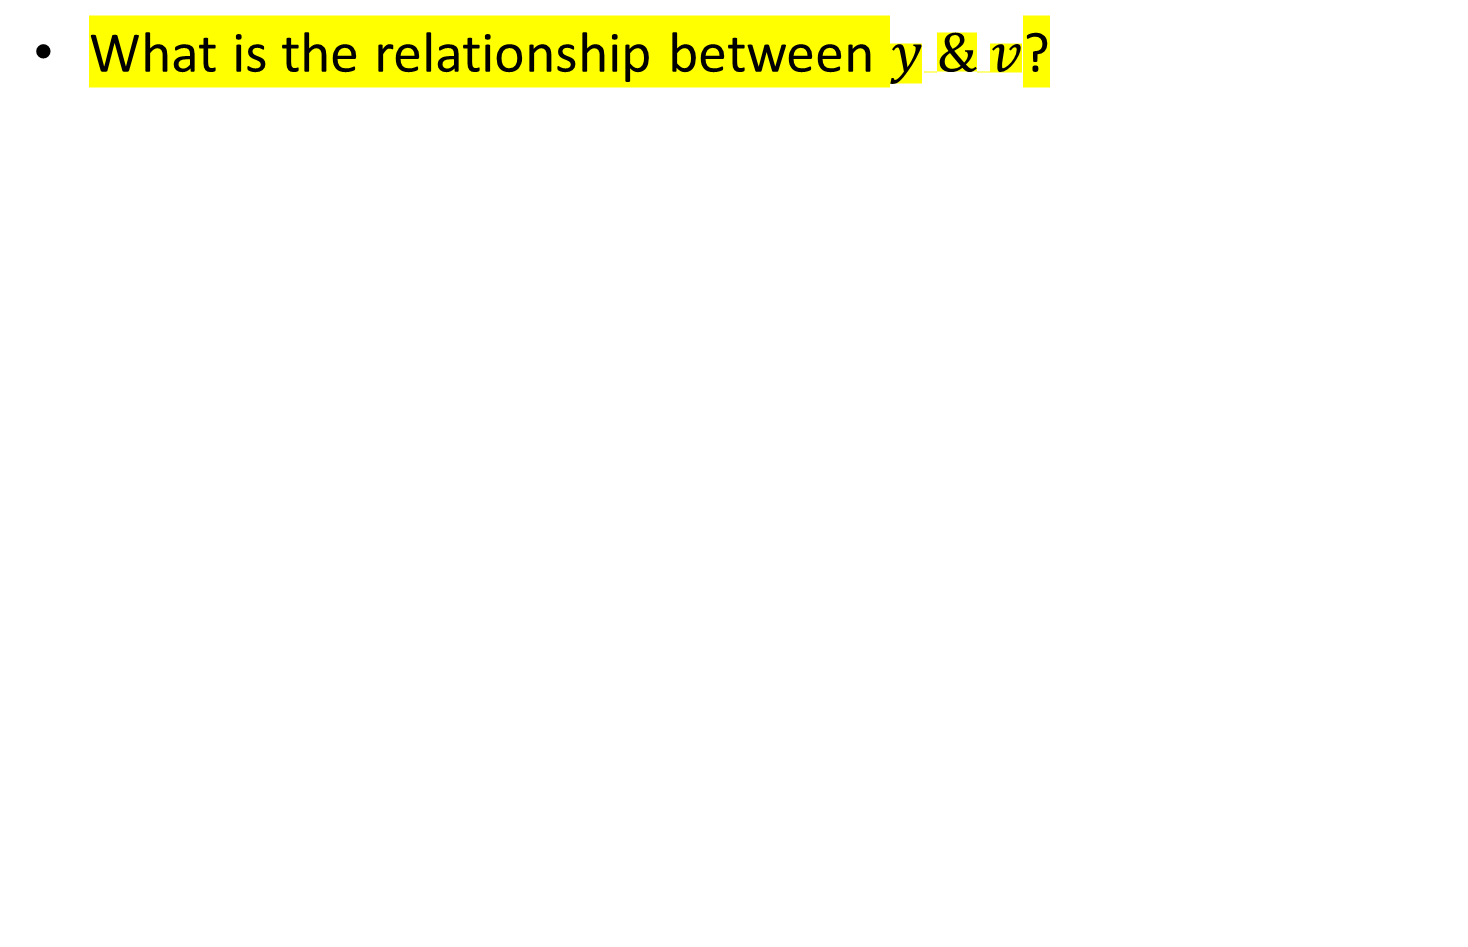 • What is the relationship between y & v?